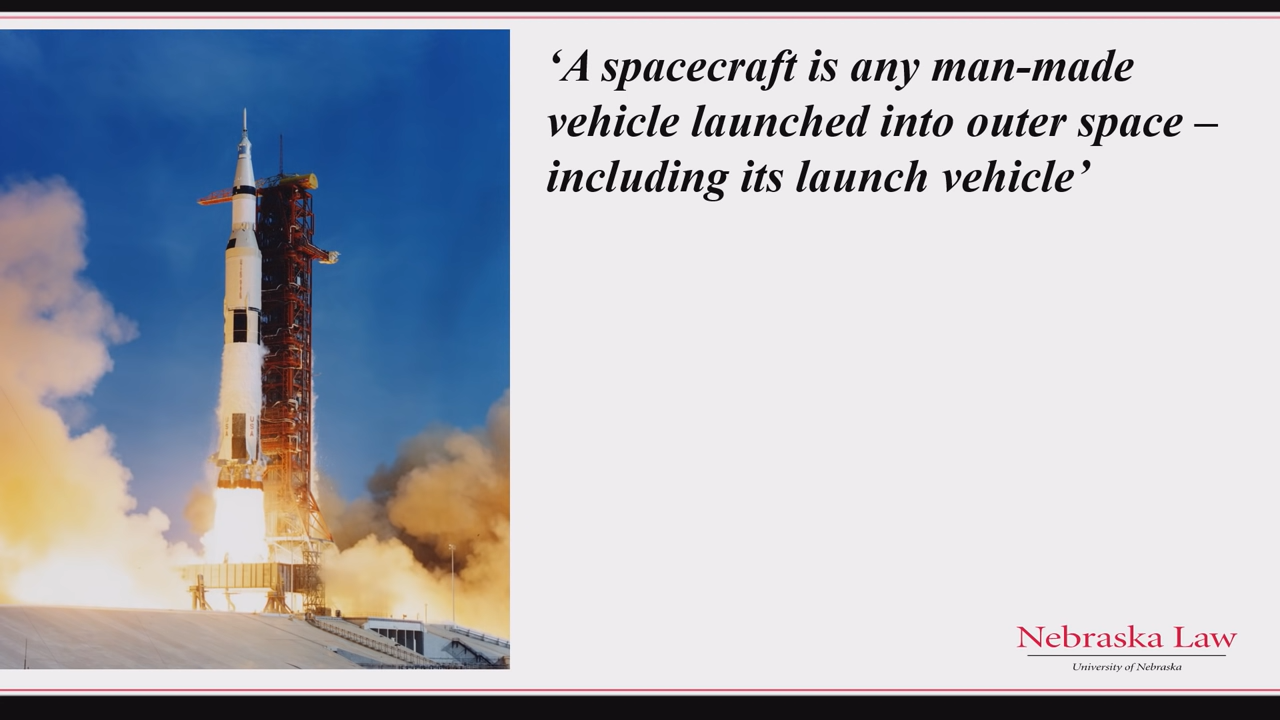 ‘A spacecraft is any man-made
vehicle launched into outer space –
including its launch vehicle’
Nebraska Law
University of Nebraska